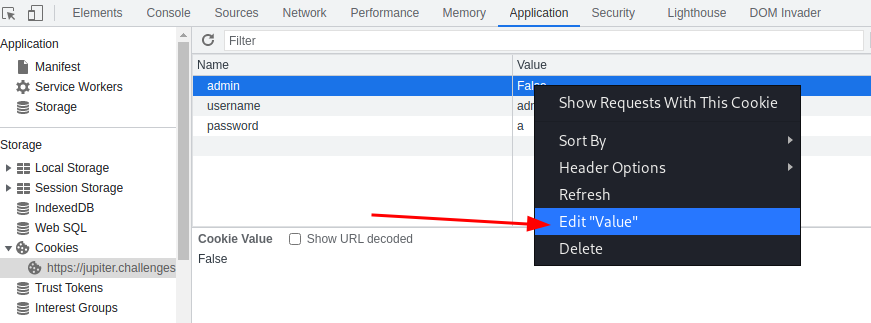 Elements Console Sources Network Performance Memory Application Security Lighthouse DOM Invader
Application
Manifest
Service Workers
Storage
Storage
Local Storage
Session Storage
IndexedDB
Web SQL
Cookies
https://jupiter.challenges
Trust Tokens
Interest Groups
Filter
Name Value
admin False
username adr
password a
Show Requests With This Cookie
Sort By
Header Options
Refresh
Edit "Value"
Delete
Cookie Value Show URL decoded
False